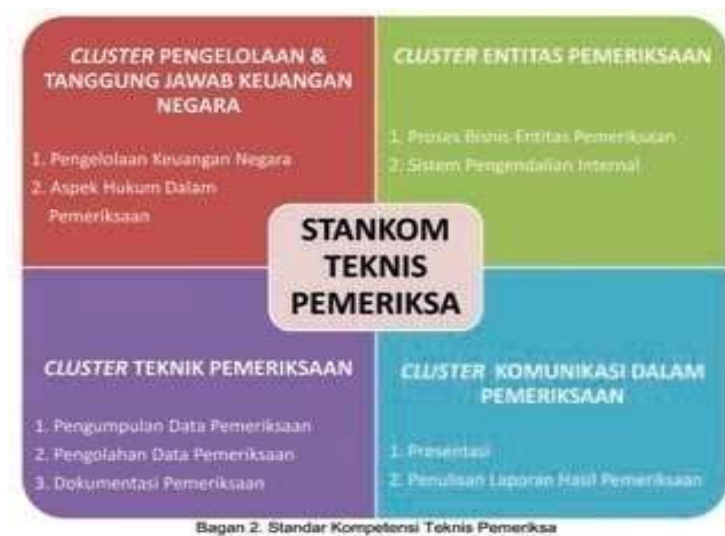 CLUSTER PENGELOLAAN &
TANGGUNG JAWAB KEUANGAN
NEGARA
1. Pengelolaan Keuangan Negara
2. Aspek Hukum Dalam
Pemeriksaan
CLUSTER ENTITAS PEMERIKSAAN
1. Proses Bisnis Entitas Pemeriksaan
2. Sistem Pengendalian Internal
STANKOM
TEKNIS
PEMERIKSA
CLUSTER TEKNIK PEMERIKSAAN
1. Pengumpulan Data Pemeriksaan
2. Pengolahan Data Pemeriksaan
3. Dokumentasi Pemeriksaan
CLUSTER KOMUNIKASI DALAM
PEMERIKSAAN
1. Presentasi
2. Penulisan Laporan Hasil Pemeriksaan
Bagan 2. Standar Kompetensi Teknis Pemeriksa